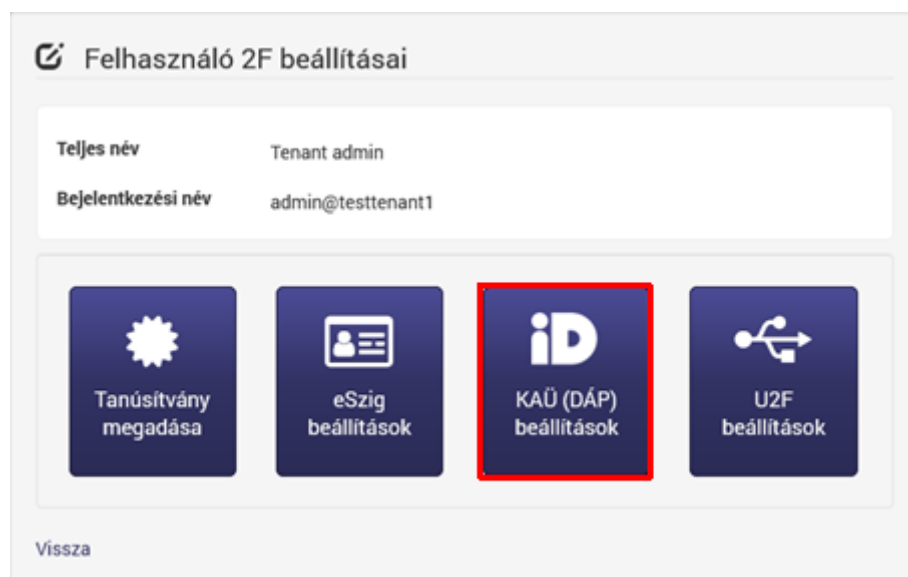 Felhasználó 2F beállításai
Teljes név Tenant admin
Bejelentkezési név admin@testtenant1
iD
Tanúsítvány megadása
eSzig beállítások
KAÜ (DÁP) beállítások
U2F beállítások
Vissza